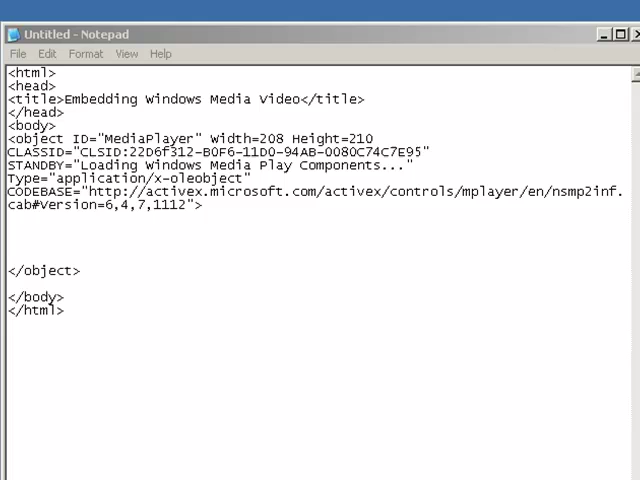 Untitled - Notepad
File Edit Format View Help
<html>
<head>
<title>Embedding Windows Media Video</title>
</head>
<body>
<object ID="MediaPlayer" Width=208 Height=210
CLASSID="CLSID:22D6f312-B0F6-11D0-94AB-0080C74C7E95"
STANDBY="Loading Windows Media Play Components..."
Type="application/x-oleobject"
CODEBASE="http://activex.microsoft.com/activex/controls/mplayer/en/nsmp2inf.
cab#Version=6,4,7,1112">
</object>
</body>
</html>